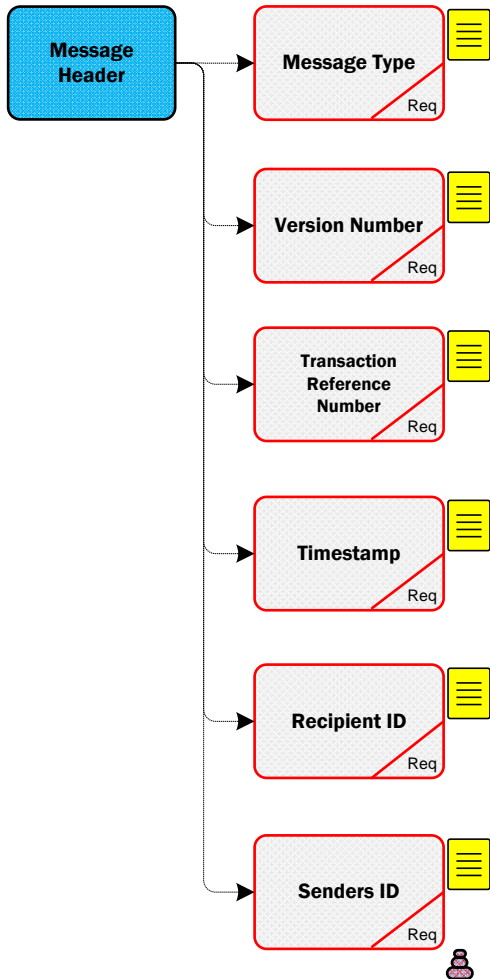 Message
Header
Message Type
Req
Version Number
Req
Transaction
Reference
Number
Req
Timestamp
Req
Recipient ID
Req
Senders ID
Req